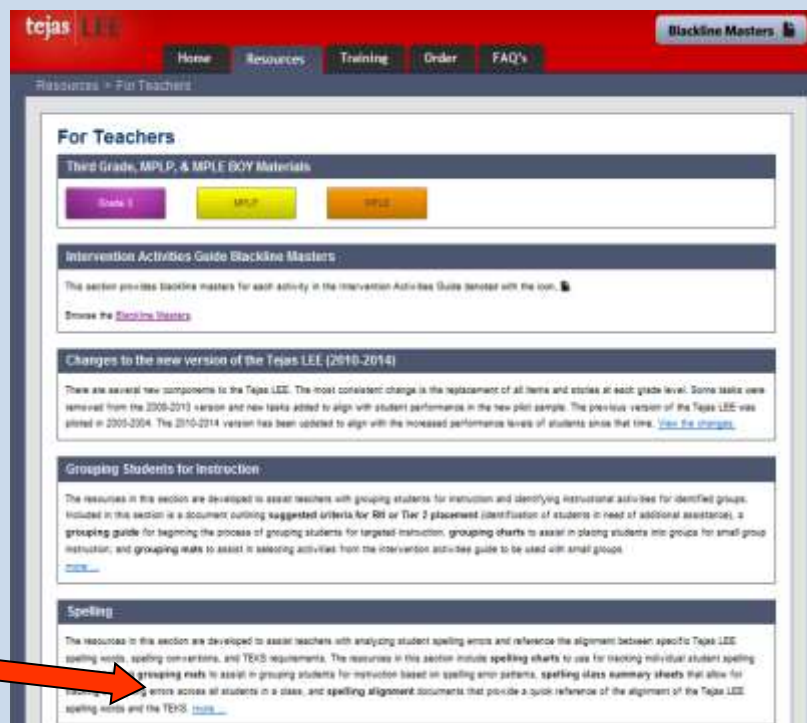 tejas LEE
Blackline Masters
Home Resources Training Order FAQ's
Resources > For Teachers
For Teachers
Third Grade, MPLP, & MPLE BOY Materials
Grade 3 MPLP MPLE
Intervention Activities Guide Blackline Masters
This section provides blackline masters for each activity in the Intervention Activities Guide denoted with the icon.
Browse the Blackline Masters
Changes to the new version of the Tejas LEE (2010-2014)
There are several new components to the Tejas LEE. The most consistent change is the replacement of all items and stories at each grade level. Some tasks were
removed from the version and new tasks added to align with student performance in the new pilot sample. The previous version of the Tejas LEE was
piloted in 2003-2004. The 2010-2014 version has been updated to align with the increased performance levels of students since that time. View the changes.
Grouping Students for Instruction
The resources in this section are developed to assist teachers with grouping students for instruction and identifying instructional activities for identified groups.
Included in this section is a document outlining suggested criteria for RtI or Tier 2 placement (identification of students in need of additional assistance), a
grouping guide for beginning the process of grouping students for targeted instruction, grouping charts to assist in placing students into groups for small group
instruction, and grouping mats to assist in selecting activities from the intervention activities guide to be used with small groups.
more ...
Spelling
The resources in this section are developed to assist teachers with analyzing student spelling errors and reference the alignment between specific Tejas LEE
spelling words, spelling conventions, and TEKS requirements. The resources in this section include spelling charts to use for tracking individual student spelling
grouping mats to assist in grouping students for instruction based on spelling error patterns, spelling class summary sheets that allow for
errors across all students in a class, and spelling alignment documents that provide a quick reference of the alignment of the Tejas LEE
spelling words and the TEKS. more ...